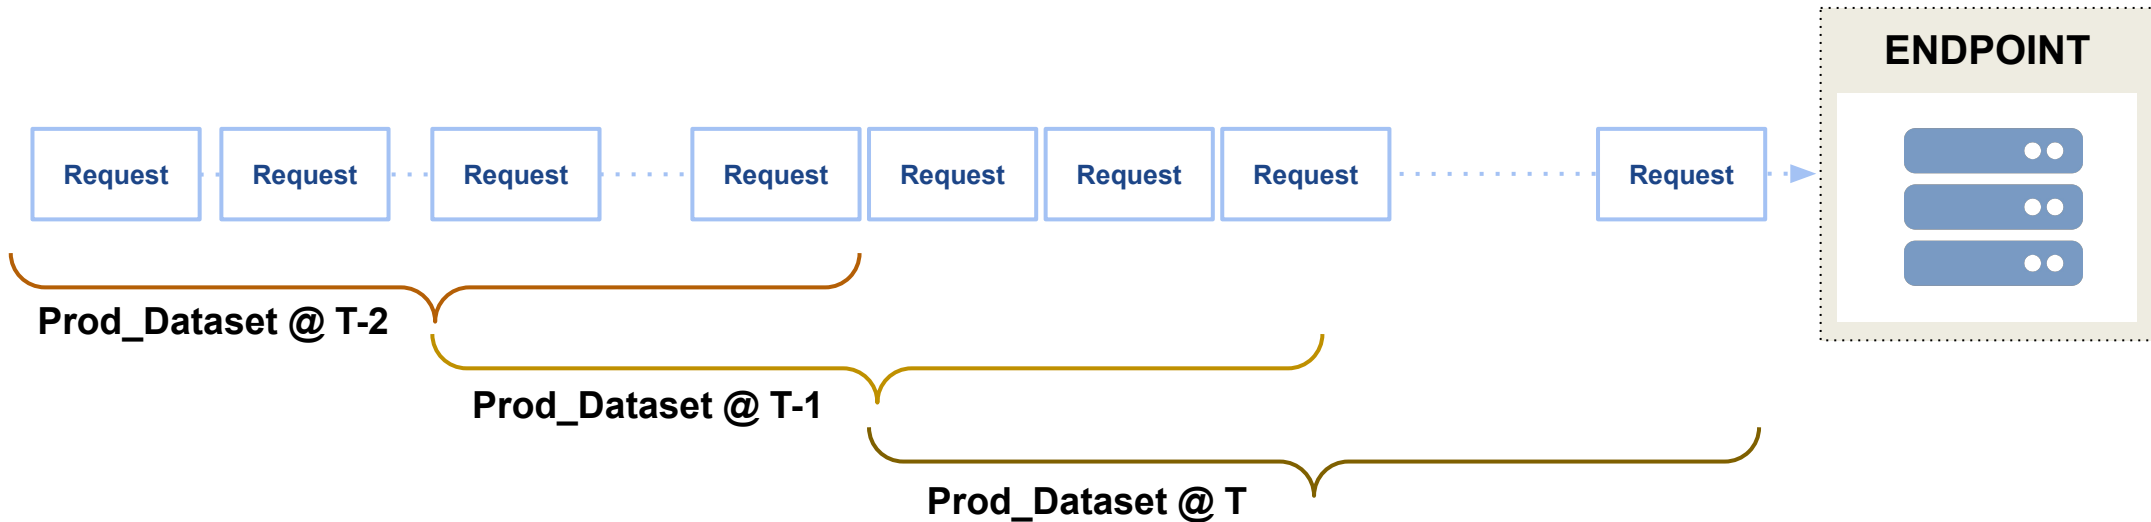 ENDPOINT
Request
Request
Request
Request
Request
Request
Request
Request
Prod_Dataset @ T-2
Prod_Dataset @ T-1
Prod_Dataset @ T